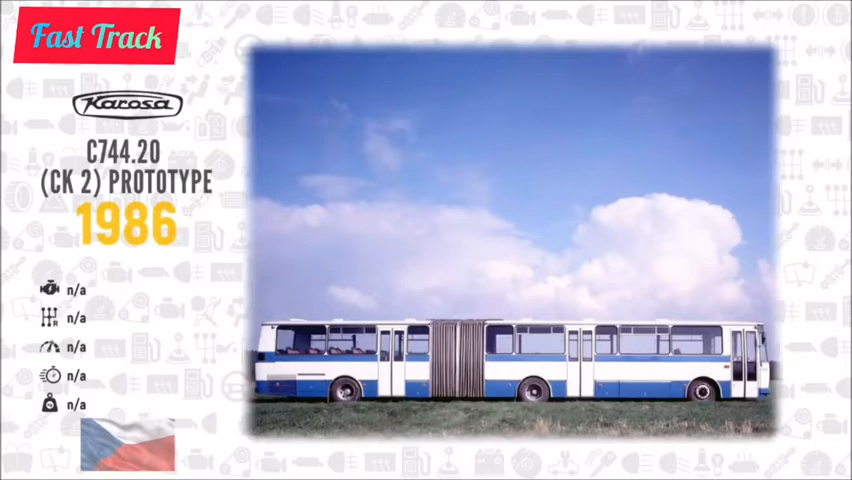 Fast Track
Karosa
C744.20
(CK 2) PROTOTYPE
1986
n/a
n/a
n/a
n/a
n/a